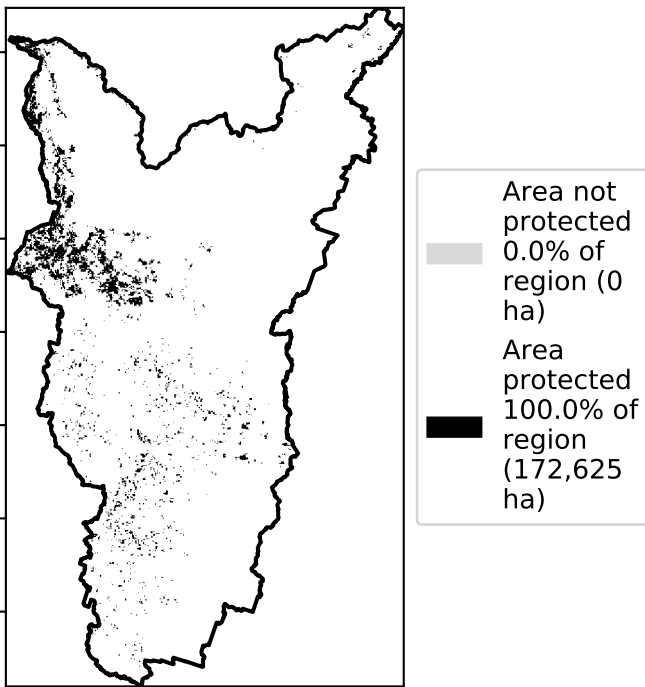 Area not
protected
0.0% of
region (0
ha)
Area
protected
100.0% of
region
(172,625
ha)